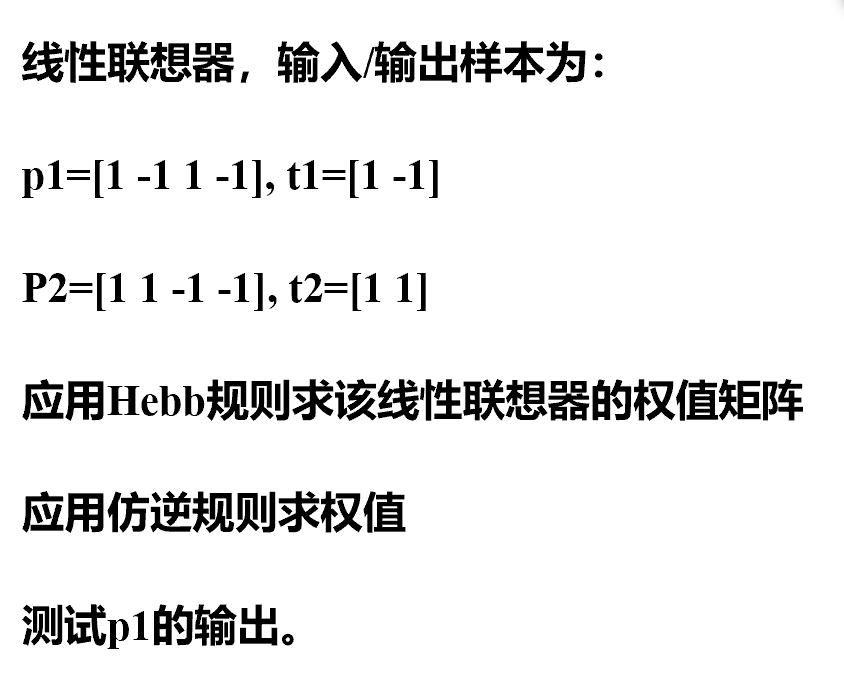 线性联想器，输入/输出样本为：
p1=[1 -1 1 -1], t1=[1 -1]
P2=[1 1 -1 -1], t2=[1 1]
应用Hebb规则求该线性联想器的权值矩阵
应用仿逆规则求权值
测试p1的输出。